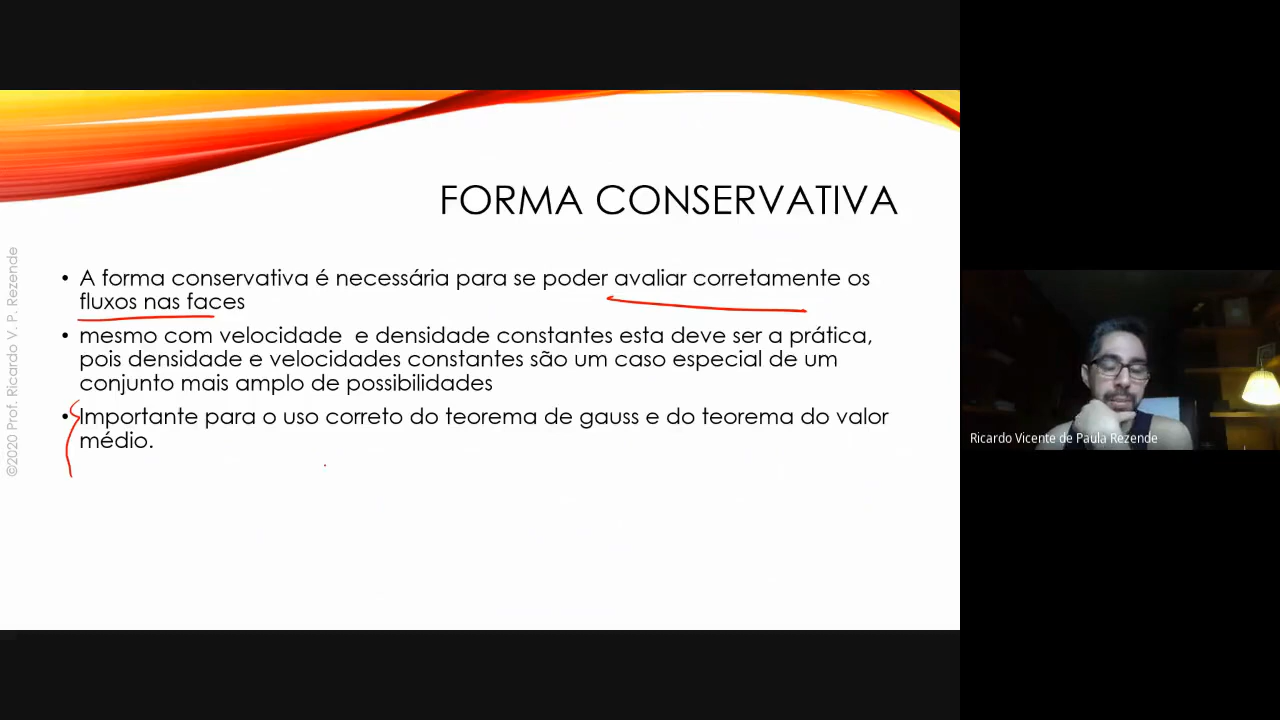 FORMA CONSERVATIVA
• A forma conservativa é necessária para se poder avaliar corretamente os
fluxos nas faces
• mesmo com velocidade e densidade constantes esta deve ser a prática,
pois densidade e velocidades constantes são um caso especial de um
conjunto mais amplo de possibilidades
• Importante para o uso correto do teorema de gauss e do teorema do valor
médio.
©2020 Prof. Ricardo V. P. Rezende
Ricardo Vicente de Paula Rezende